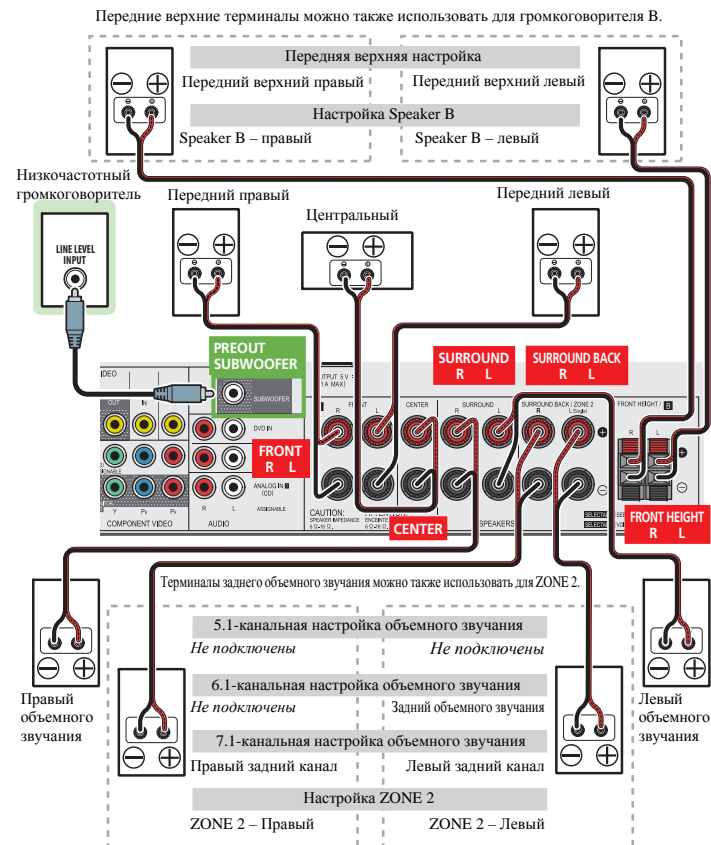 Передние верхние терминалы можно также использовать для громкоговорителя В.
Передняя верхняя настройка
Передний верхний правый
Передний верхний левый
Настройка Speaker B
Speaker B – правый
Speaker B – левый
Низкочастотный
громкоговоритель
Передний правый
Передний левый
Центральный
LINE LEVEL
INPUT
PREOUT
SUBWOOFER
SURROUND
R L
SURROUND BACK
R L
OUT
IN
SUBWOOFER
R L
CENTER
SURROUND
R L
SURROUND BACK / ZONE 2
R L
FRONT HEIGHT / B
R L
DVD IN
FRONT
R L
ANALOG IN
(CD)
Y
COMPONENT VIDEO
R L
AUDIO
ASSIGNABLE
CAUTION:
SPEAKER IMPEDANCE
CENTER
SPEAKERS
FRONT HEIGHT
R L
Терминалы заднего объемного звучания можно также использовать для ZONE 2.
5.1-канальная настройка объемного звучания
Не подключены
Не подключены
6.1-канальная настройка объемного звучания
Не подключены
Задний объемного звучания
7.1-канальная настройка объемного звучания
Правый задний канал
Левый задний канал
Настройка ZONE 2
ZONE 2 – Правый
ZONE 2 – Левый
Правый
объемного
звучания
Левый
объемного
звучания